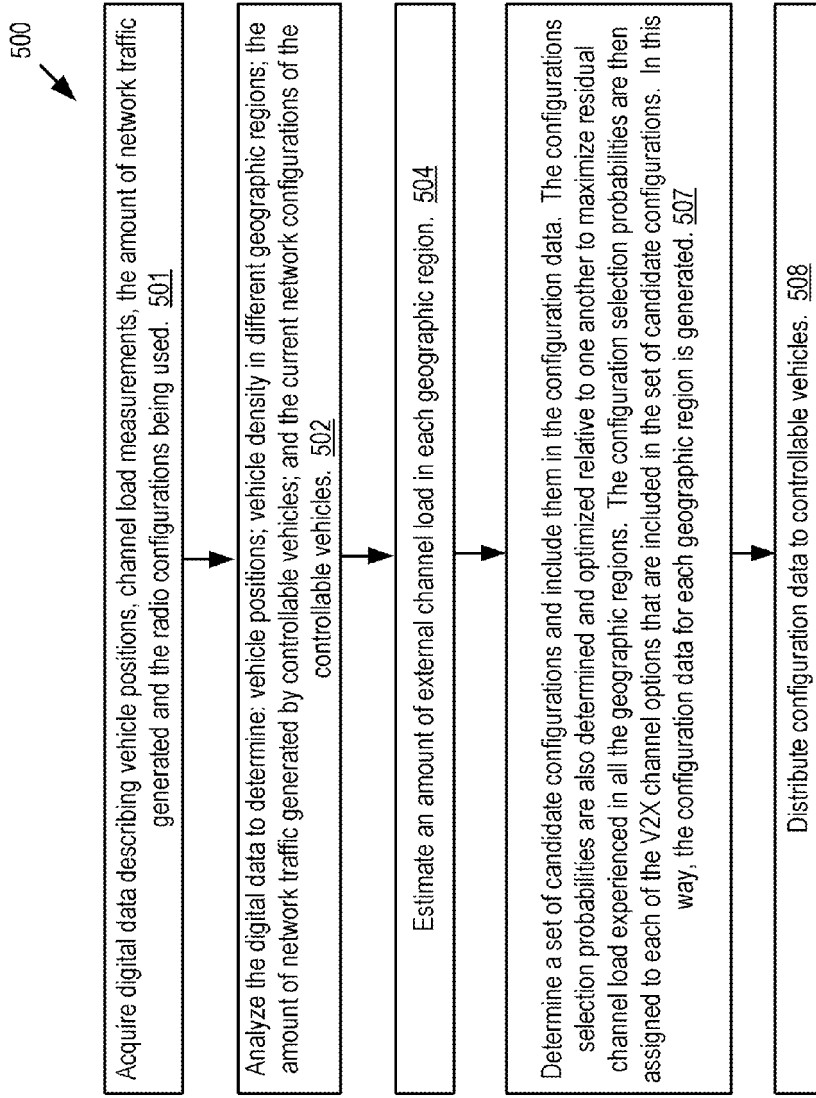 500
Acquire digital data describing vehicle positions, channel load measurements, the amount of network traffic
generated and the radio configurations being used. 501
Analyze the digital data to determine: vehicle positions; vehicle density in different geographic regions; the
amount of network traffic generated by controllable vehicles; and the current network configurations of the
controllable vehicles. 502
Estimate an amount of external channel load in each geographic region. 504
Determine a set of candidate configurations and include them in the configuration data. The configurations
selection probabilities are also determined and optimized relative to one another to maximize residual
channel load experienced in all the geographic regions. The configuration selection probabilities are then
assigned to each of the V2X channel options that are included in the set of candidate configurations. In this
way, the configuration data for each geographic region is generated. 507
Distribute configuration data to controllable vehicles. 508